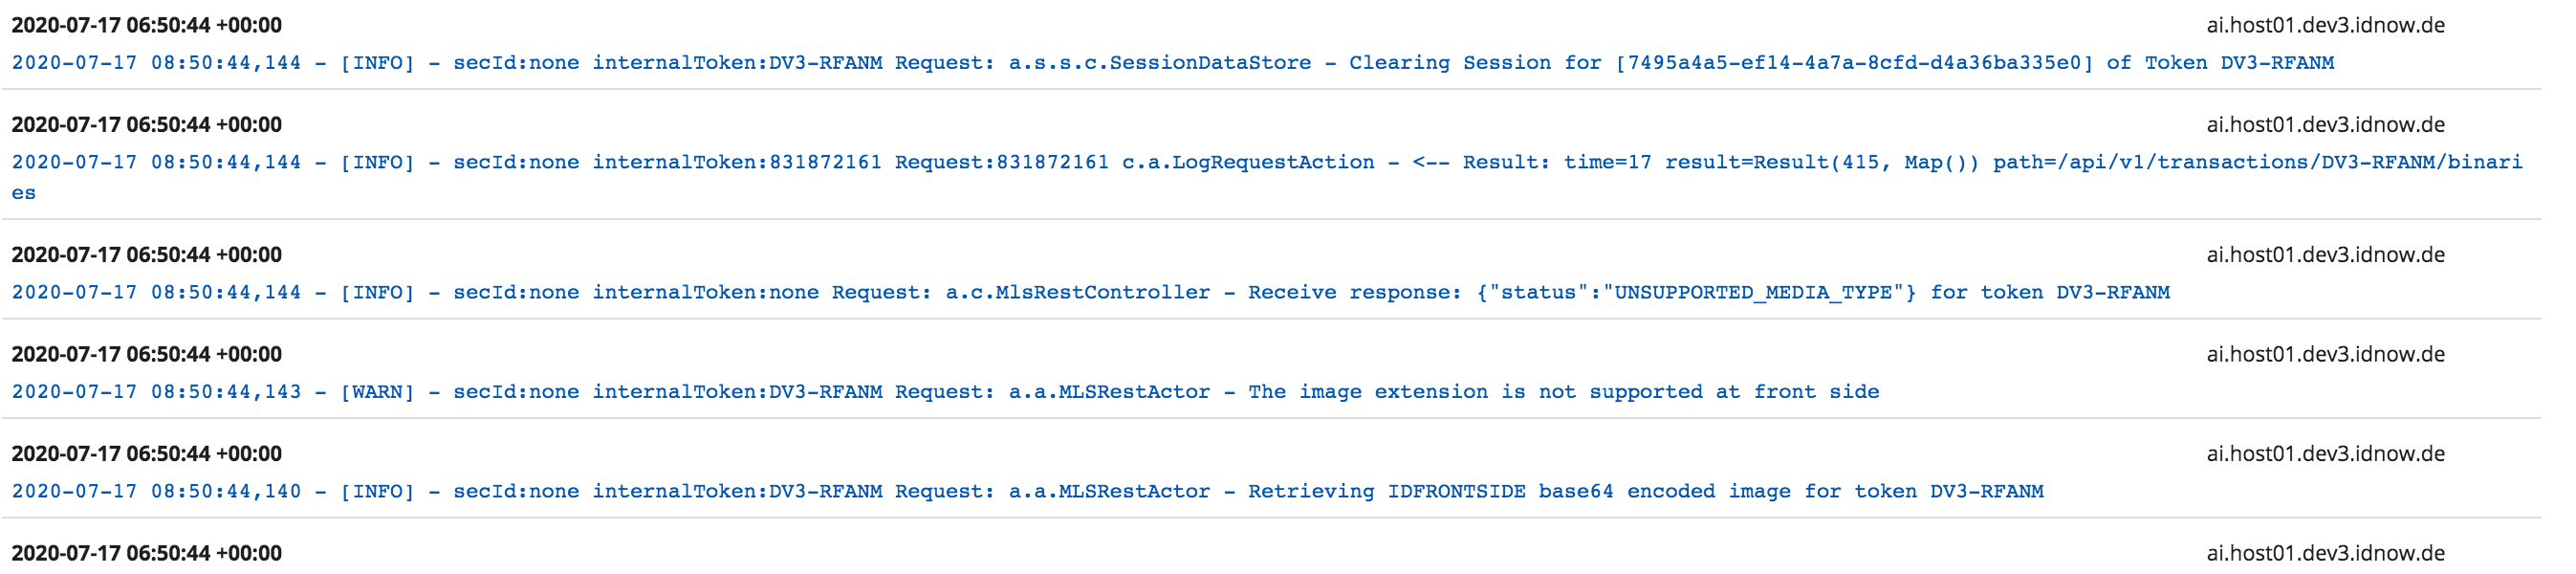 2020-07-17 06:50:44 +00:00 ai.host01.dev3.idnow.de
2020-07-17 08:50:44,144 - [INFO] - secId:none internalToken:DV3-RFANM Request: a.s.s.c.SessionDataStore - Clearing Session for [7495a4a5-ef14-4a7a-8cfd-d4a36ba335e0] of Token DV3-RFANM
2020-07-17 06:50:44 +00:00 ai.host01.dev3.idnow.de
2020-07-17 08:50:44,144 - [INFO] - secId:none internalToken:831872161 Request:831872161 c.a.LogRequestAction - <-- Result: time=17 result=Result(415, Map()) path=/api/v1/transactions/DV3-RFANM/binari
es
2020-07-17 06:50:44 +00:00 ai.host01.dev3.idnow.de
2020-07-17 08:50:44,144 - [INFO] - secId:none internalToken:none Request: a.c.MlsRestController - Receive response: {"status":"UNSUPPORTED_MEDIA_TYPE"} for token DV3-RFANM
2020-07-17 06:50:44 +00:00 ai.host01.dev3.idnow.de
2020-07-17 08:50:44,143 - [WARN] - secId:none internalToken:DV3-RFANM Request: a.a.MLSRestActor - The image extension is not supported at front side
2020-07-17 06:50:44 +00:00 ai.host01.dev3.idnow.de
2020-07-17 08:50:44,140 - [INFO] - secId:none internalToken:DV3-RFANM Request: a.a.MLSRestActor - Retrieving IDFRONTSIDE base64 encoded image for token DV3-RFANM
2020-07-17 06:50:44 +00:00 ai.host01.dev3.idnow.de